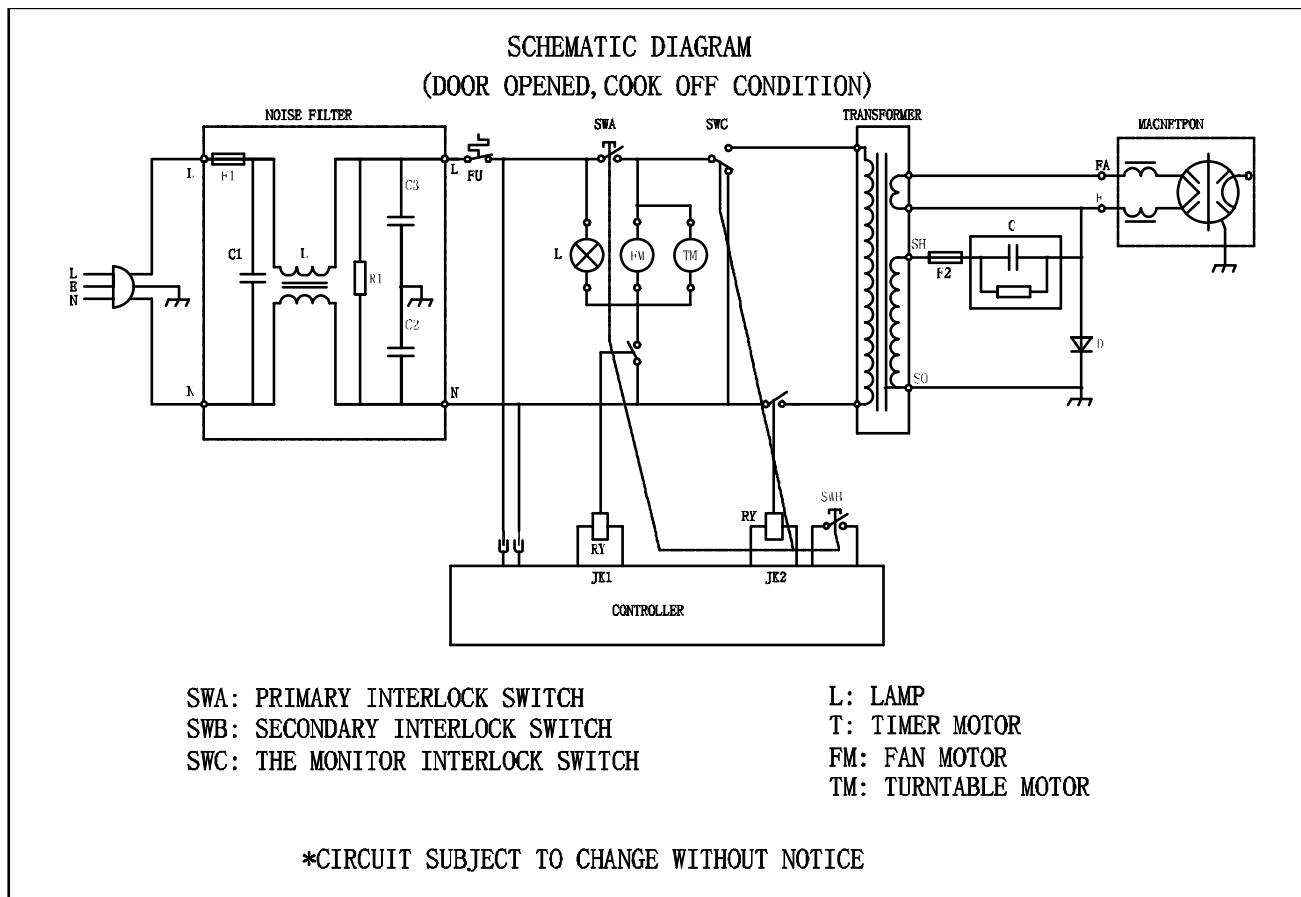 SCHEMATIC DIAGRAM
(DOOR OPENED, COOK OFF CONDITION)
NOISE FILTER
SWA
SWC
TRANSFORMER
MACNETPON
L
F1
L
FU
FA
F
C3
C1
L
R1
L
FM
TM
SH
F2
C
L
E
N
C2
D
N
N
SO
SWB
RY
RY
JK1
JK2
CONTROLLER
SWA: PRIMARY INTERLOCK SWITCH
SWB: SECONDARY INTERLOCK SWITCH
SWC: THE MONITOR INTERLOCK SWITCH
L: LAMP
T: TIMER MOTOR
FM: FAN MOTOR
TM: TURNTABLE MOTOR
*CIRCUIT SUBJECT TO CHANGE WITHOUT NOTICE